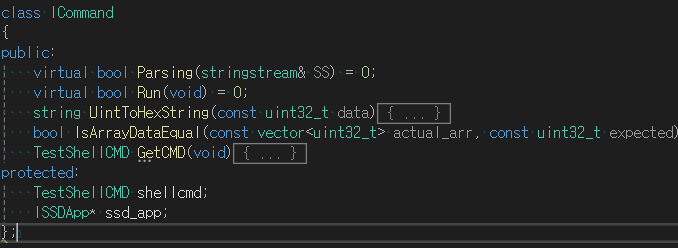 class ICommand
{
public:
virtual bool Parsing(stringstream& SS) = 0;
virtual bool Run(void) = 0;
string UintToHexString(const uint32_t data){ ... }
bool IsArrayDataEqual(const vector<uint32_t> actual_arr, const uint32_t expected)
TestShellCMD GetCMD(void){ ... }
protected:
TestShellCMD shellcmd;
ISSDApp* ssd_app;
};